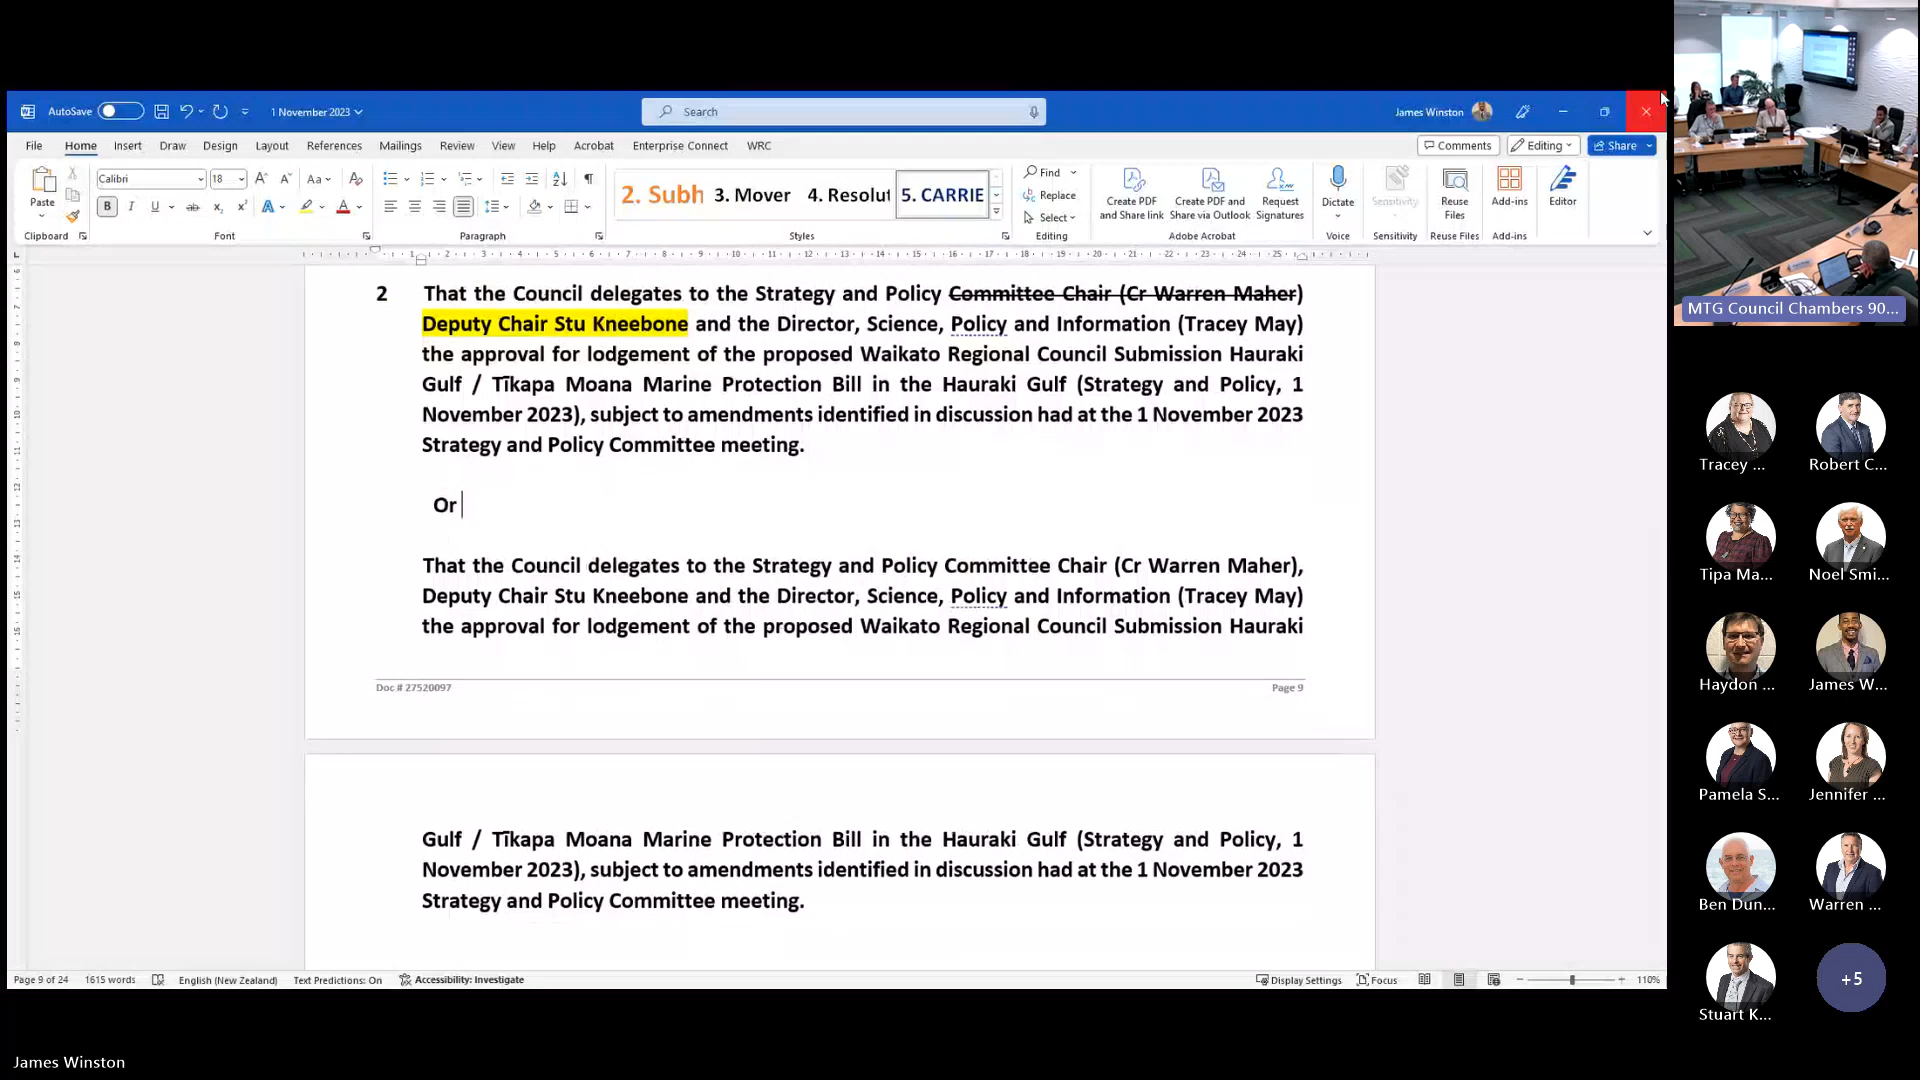 AutoSave
1 November 2023
Search
James Winston
File Home Insert Draw Design Layout References Mailings Review View Help Acrobat Enterprise Connect WRC
Comments Editing Share
Paste
Clipboard
Calibri 18
Font
Paragraph
2. Subh 3. Mover 4. Resolut 5. CARRIE
Styles
Find
Replace
Select
Editing
Create PDF and Share link
Create PDF and Share via Outlook
Request Signatures
Adobe Acrobat
Dictate
Voice
Sensitivity
Sensitivity
Reuse Files
Reuse Files
Add-ins
Add-ins
Editor
2 That the Council delegates to the Strategy and Policy Committee Chair (Cr Warren Maher)
Deputy Chair Stu Kneebone and the Director, Science, Policy and Information (Tracey May)
the approval for lodgement of the proposed Waikato Regional Council Submission Hauraki
Gulf / Tīkapa Moana Marine Protection Bill in the Hauraki Gulf (Strategy and Policy, 1
November 2023), subject to amendments identified in discussion had at the 1 November 2023
Strategy and Policy Committee meeting.
Or
That the Council delegates to the Strategy and Policy Committee Chair (Cr Warren Maher),
Deputy Chair Stu Kneebone and the Director, Science, Policy and Information (Tracey May)
the approval for lodgement of the proposed Waikato Regional Council Submission Hauraki
Doc # 27520097 Page 9
Gulf / Tīkapa Moana Marine Protection Bill in the Hauraki Gulf (Strategy and Policy, 1
November 2023), subject to amendments identified in discussion had at the 1 November 2023
Strategy and Policy Committee meeting.
Page 9 of 24 1615 words English (New Zealand) Text Predictions: On Accessibility: Investigate Display Settings Focus 110%
James Winston
MTG Council Chambers 90...
Tracey ... Robert C...
Tipa Ma... Noel Smi...
Haydon ... James W...
Pamela S... Jennifer ...
Ben Dun... Warren ...
Stuart K... +5